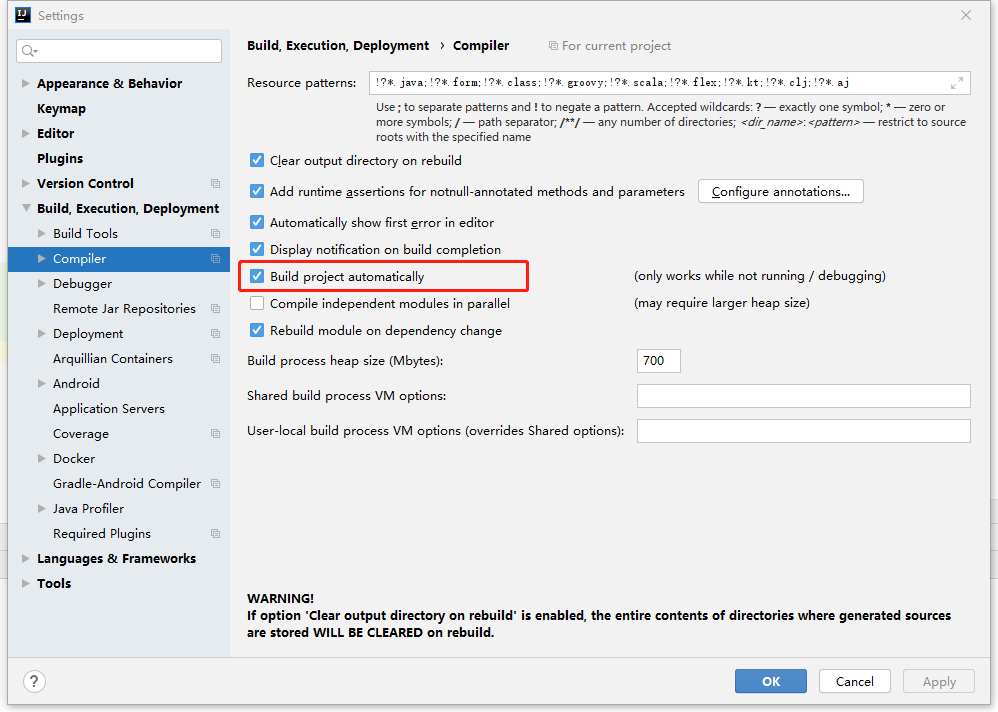 Settings
Build, Execution, Deployment › Compiler
For current project
Appearance & Behavior
Keymap
Editor
Plugins
Version Control
Build, Execution, Deployment
Build Tools
Compiler
Debugger
Remote Jar Repositories
Deployment
Arquillian Containers
Android
Application Servers
Coverage
Docker
Gradle-Android Compiler
Java Profiler
Required Plugins
Languages & Frameworks
Tools
Resource patterns:
!?*.java;!?*.form;!?*.class;!?*.groovy;!?*.scala;!?*.flex;!?*.kt;!?*.clj;!?*.aj
Use ; to separate patterns and ! to negate a pattern. Accepted wildcards: ? — exactly one symbol; * — zero or
more symbols; / — path separator; /**/ — any number of directories; <dir_name>:<pattern> — restrict to source
roots with the specified name
Clear output directory on rebuild
Add runtime assertions for notnull-annotated methods and parameters
Configure annotations...
Automatically show first error in editor
Display notification on build completion
Build project automatically
(only works while not running / debugging)
Compile independent modules in parallel
(may require larger heap size)
Rebuild module on dependency change
Build process heap size (Mbytes):
700
Shared build process VM options:
User-local build process VM options (overrides Shared options):
WARNING!
If option 'Clear output directory on rebuild' is enabled, the entire contents of directories where generated sources
are stored WILL BE CLEARED on rebuild.
?
OK
Cancel
Apply